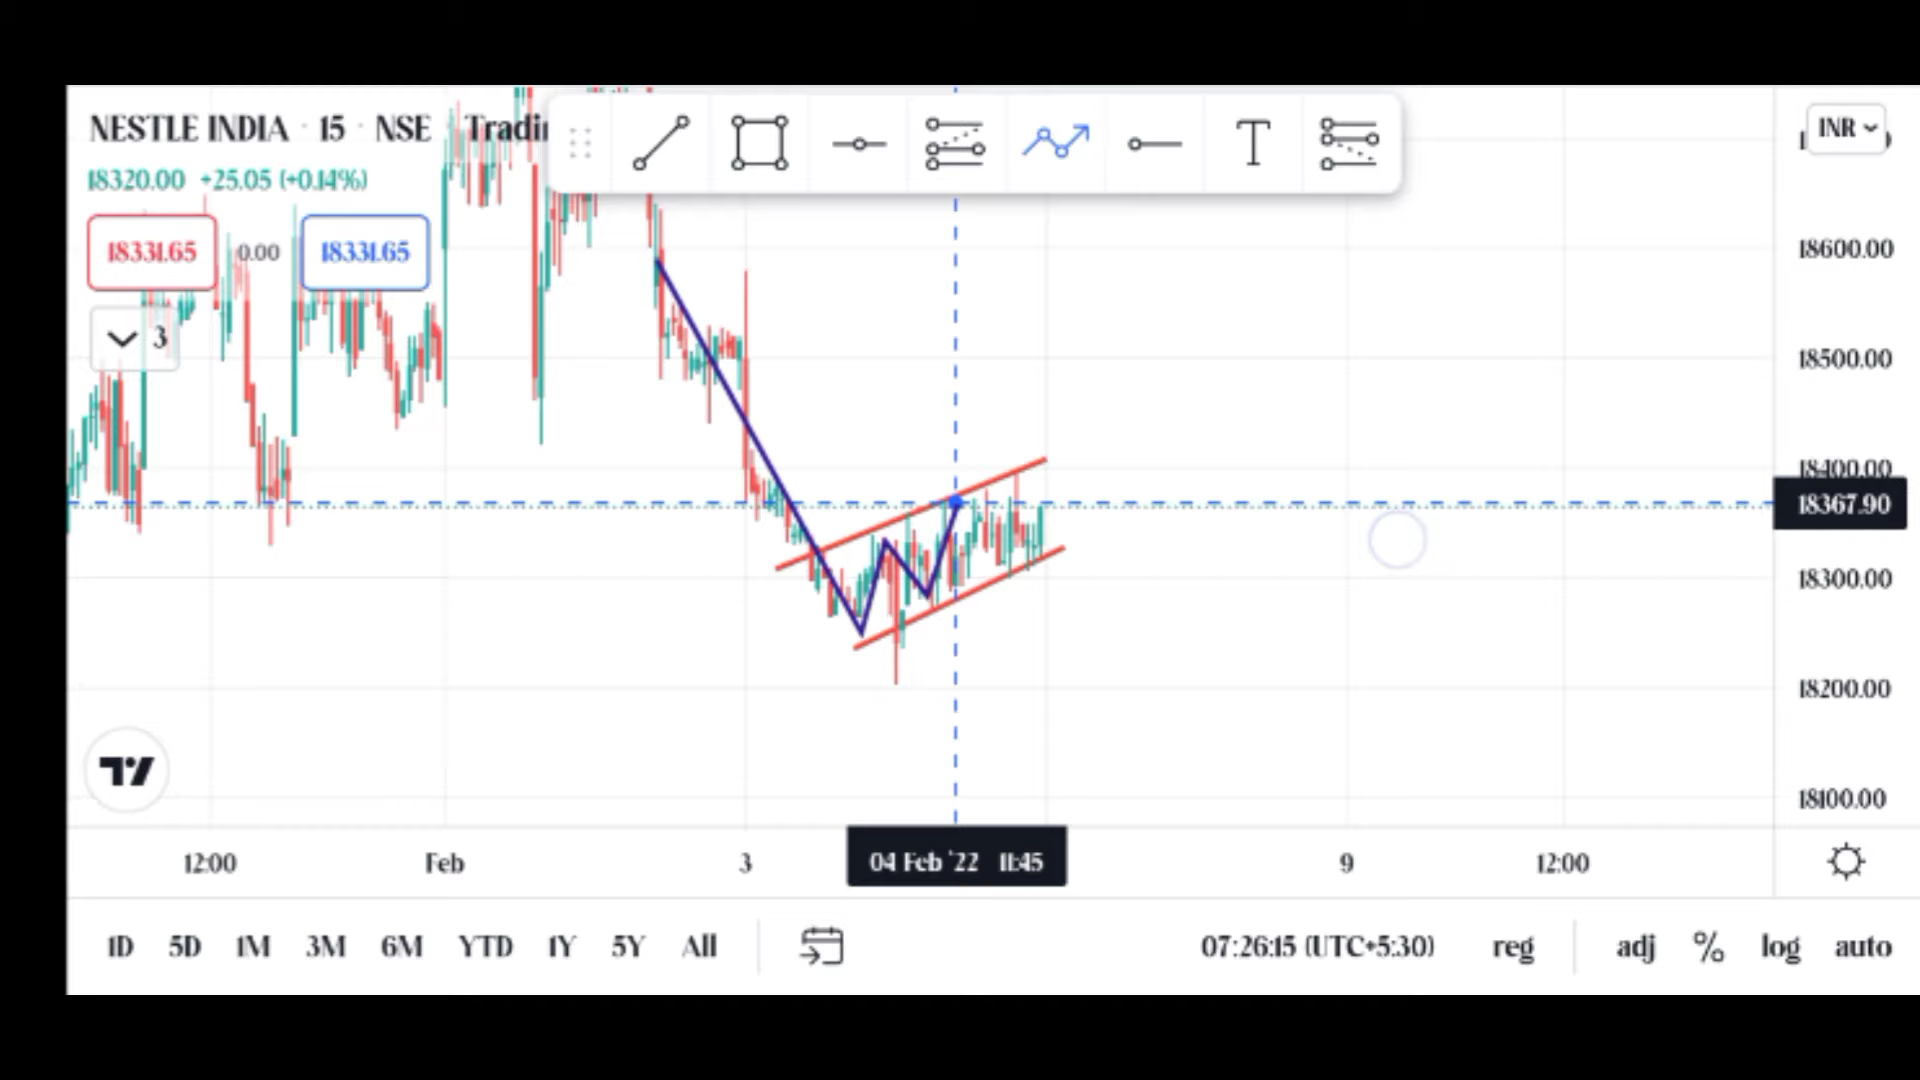 NESTLE INDIA · 15 · NSE · Tradin
INR
18320.00 +25.05 (+0.14%)
18331.65 0.00 18331.65
3
18600.00
18500.00
18400.00
18367.90
18300.00
18200.00
18100.00
12:00 Feb 3 04 Feb '22 11:45 9 12:00
1D 5D 1M 3M 6M YTD 1Y 5Y All 07:26:15 (UTC+5:30) reg adj % log auto